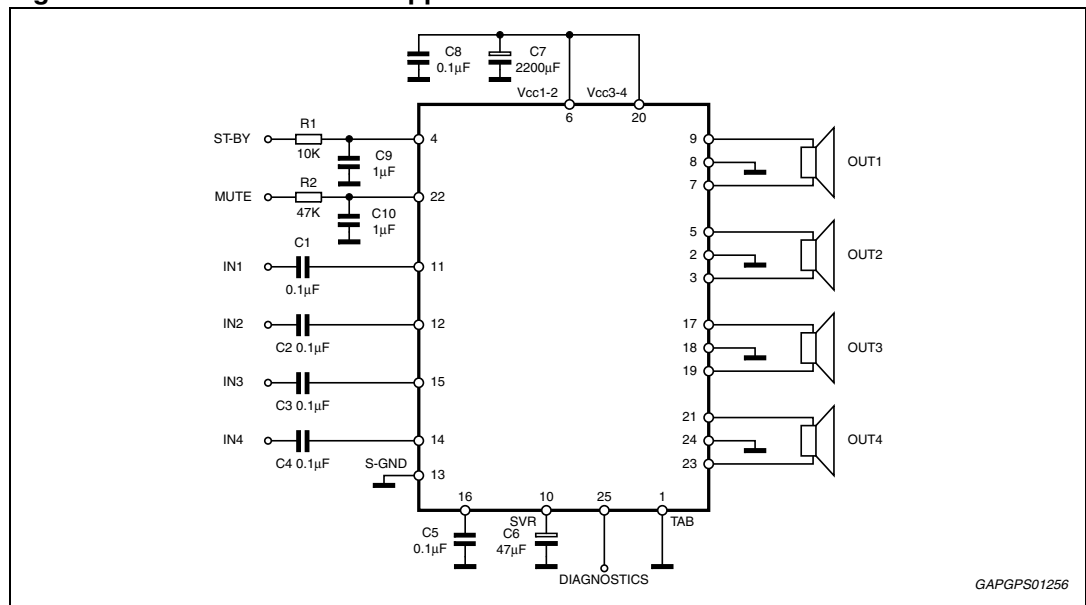 C8
0.1µF
C7
2200µF
Vcc1-2
Vcc3-4
6
20
ST-BY
R1
10K
C9
1µF
4
MUTE
R2
47K
C10
1µF
22
IN1
C1
0.1µF
11
IN2
C2 0.1µF
12
IN3
C3 0.1µF
15
IN4
C4 0.1µF
14
S-GND
13
9
8
7
OUT1
5
2
3
OUT2
17
18
19
OUT3
21
24
23
OUT4
16
10
25
1
C5
0.1µF
SVR
C6
47µF
TAB
DIAGNOSTICS
GAPGPS01256